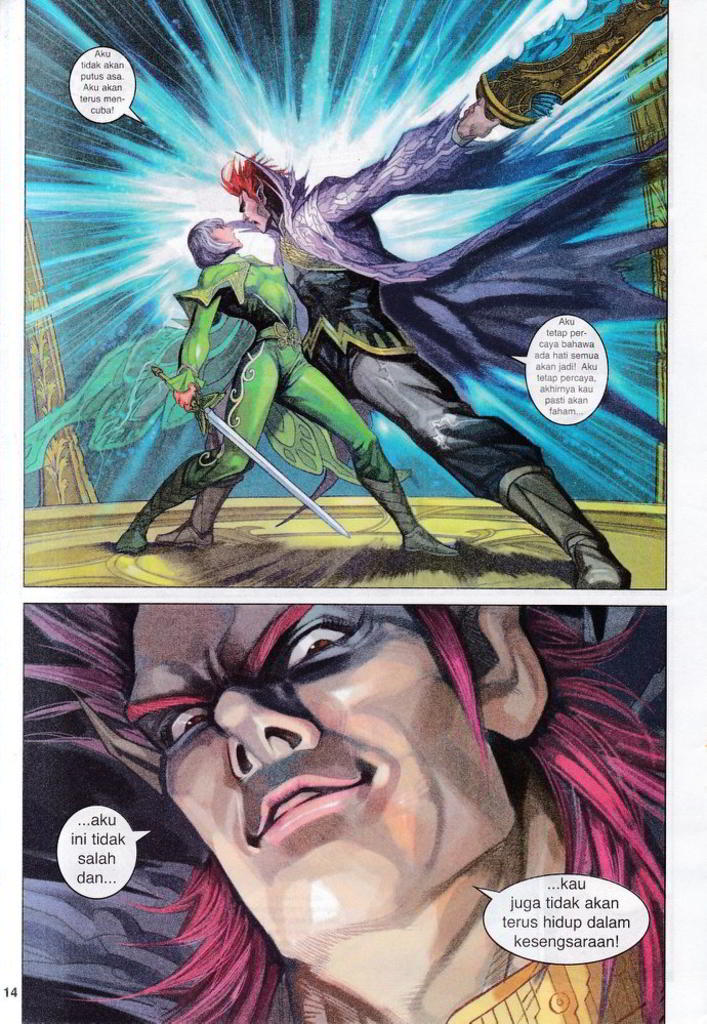 Aku
tidak akan
putus asa.
Aku akan
terus men-
cuba!
Aku
tetap per-
caya bahawa
ada hati semua
akan jadi! Aku
tetap percaya,
akhirnya kau
pasti akan
faham...
...aku
ini tidak
salah
dan...
...kau
juga tidak akan
terus hidup dalam
kesengsaraan!
14